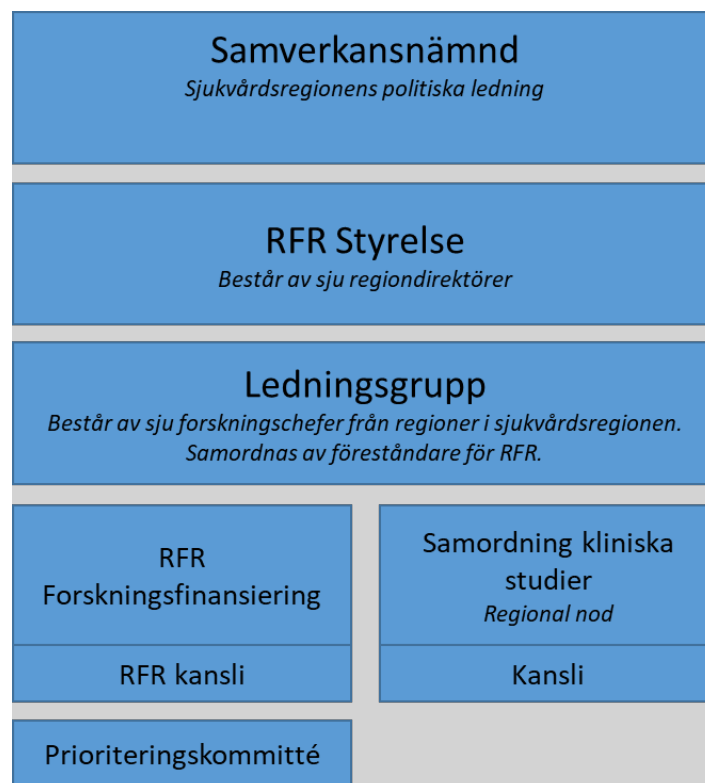 Samverkansnämnd
Sjukvårdsregionens politiska ledning
RFR Styrelse
Består av sju regiondirektörer
Ledningsgrupp
Består av sju forskningschefer från regioner i sjukvårdsregionen.
Samordnas av föreståndare för RFR.
RFR
Forskningsfinansiering
RFR kansli
Prioriteringskommitté
Samordning kliniska
studier
Regional nod
Kansli